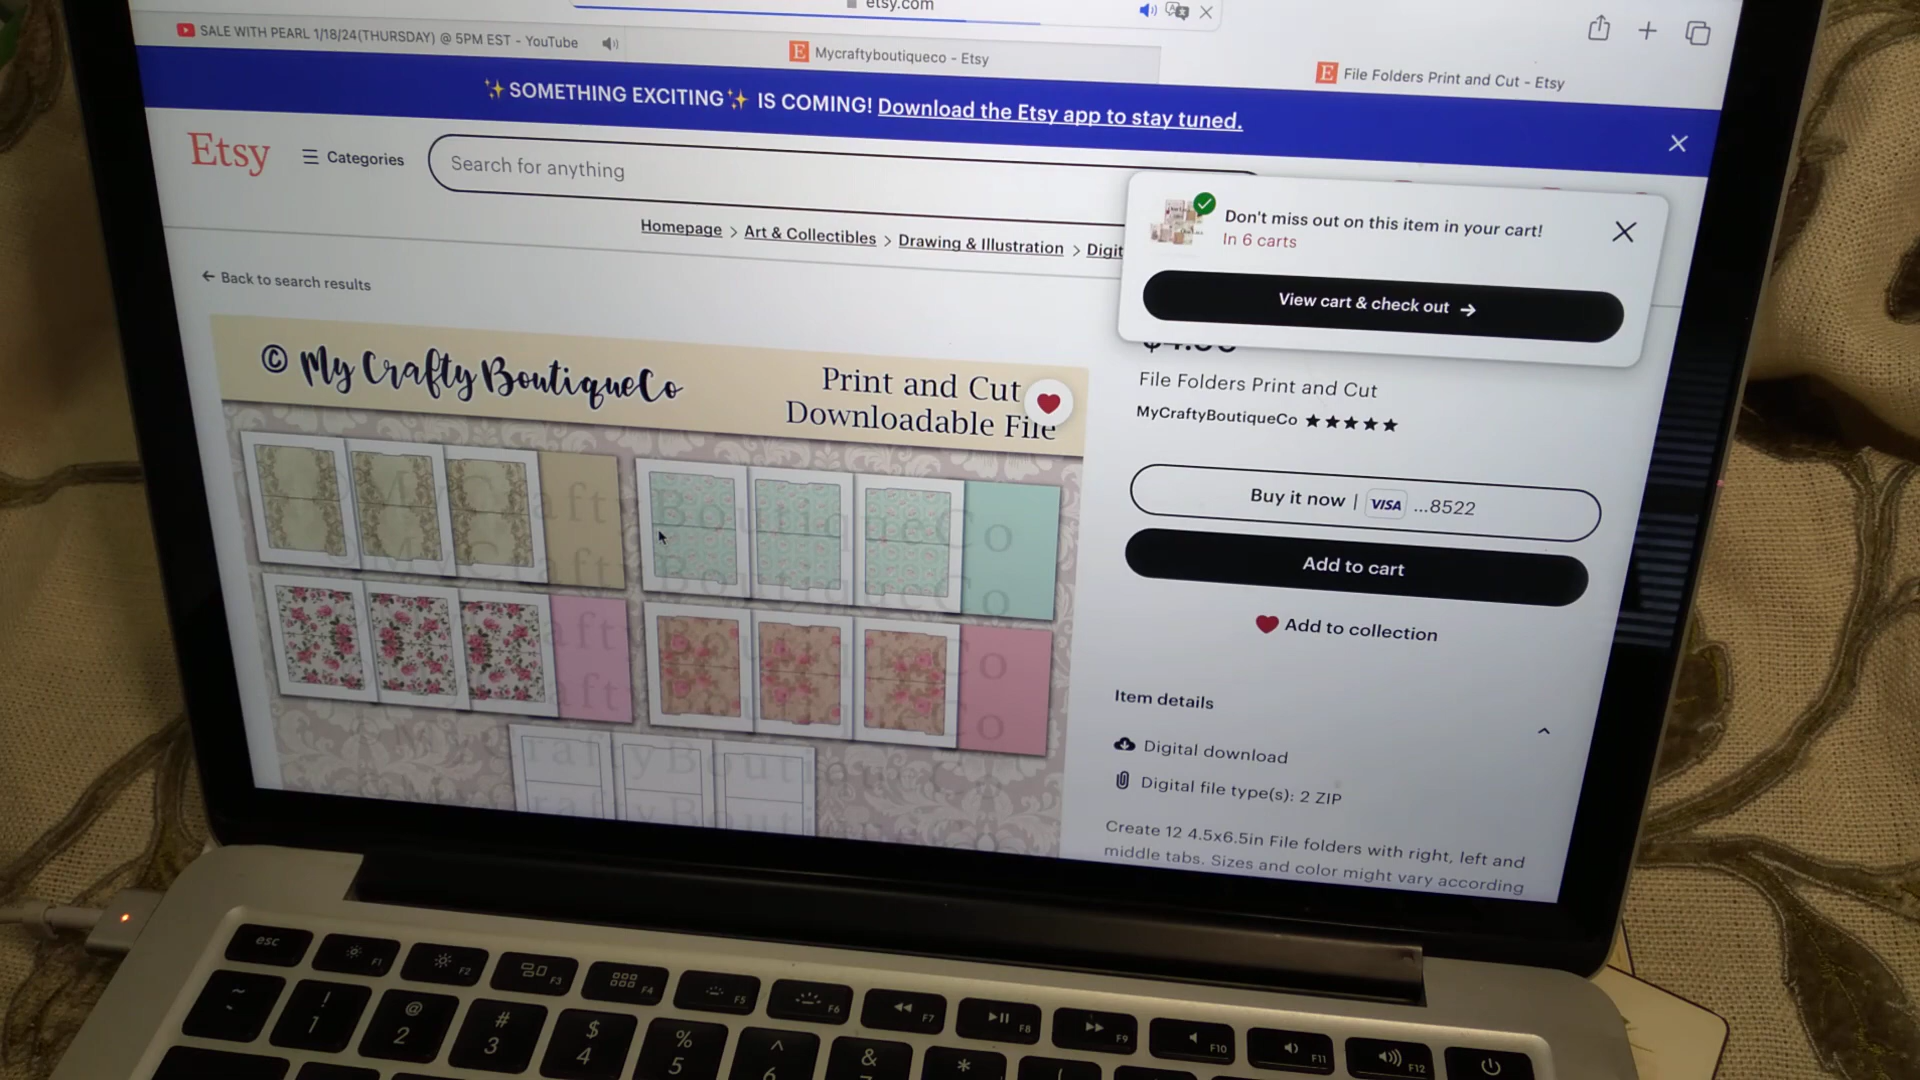 etsy.com
SALE WITH PEARL 1/18/24(THURSDAY) @ 5PM EST - YouTube
Mycraftyboutiqueco - Etsy
File Folders Print and Cut - Etsy
✨SOMETHING EXCITING✨ IS COMING! Download the Etsy app to stay tuned.
Etsy
Categories
Search for anything
Homepage > Art & Collectibles > Drawing & Illustration > Digit
Don't miss out on this item in your cart!
In 6 carts
View cart & check out →
← Back to search results
© My Crafty BoutiqueCo
Print and Cut
Downloadable File
File Folders Print and Cut
MyCraftyBoutiqueCo ★★★★★
Buy it now | VISA ...8522
Add to cart
Add to collection
Item details
Digital download
Digital file type(s): 2 ZIP
Create 12 4.5x6.5in File folders with right, left and
middle tabs. Sizes and color might vary according
esc
F1
F2
F3
F4
F5
F6
F7
F8
F9
F10
F11
F12
~
! 1
@ 2
# 3
$ 4
% 5
^ 6
&
*